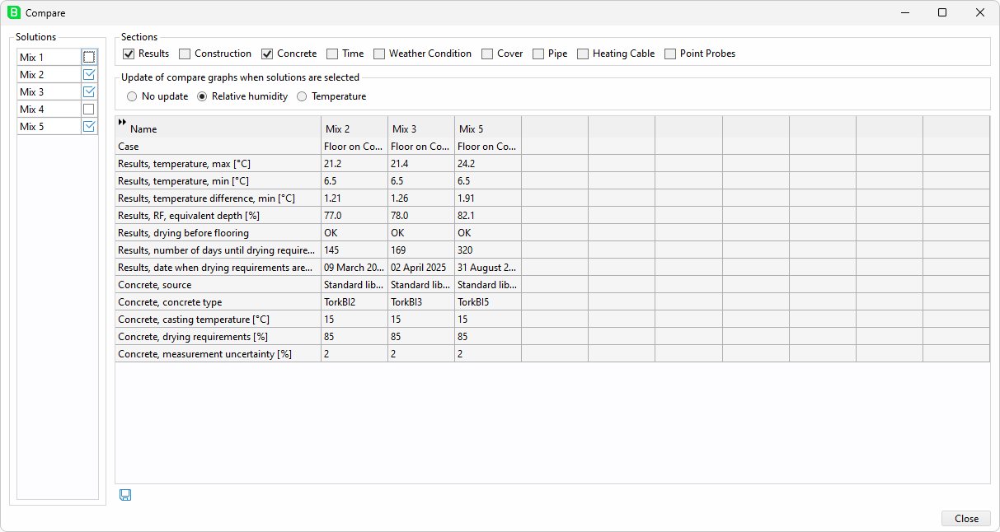 B Compare
Solutions
Mix 1
Mix 2
Mix 3
Mix 4
Mix 5
Sections
Results Construction Concrete Time Weather Condition Cover Pipe Heating Cable Point Probes
Update of compare graphs when solutions are selected
No update Relative humidity Temperature
Name Mix 2 Mix 3 Mix 5
Case Floor on Co... Floor on Co... Floor on Co...
Results, temperature, max [°C] 21.2 21.4 24.2
Results, temperature, min [°C] 6.5 6.5 6.5
Results, temperature difference, min [°C] 1.21 1.26 1.91
Results, RF, equivalent depth [%] 77.0 78.0 82.1
Results, drying before flooring OK OK OK
Results, number of days until drying require... 145 169 320
Results, date when drying requirements are... 09 March 20... 02 April 2025 31 August 2...
Concrete, source Standard lib... Standard lib... Standard lib...
Concrete, concrete type TorkBI2 TorkBI3 TorkBI5
Concrete, casting temperature [°C] 15 15 15
Concrete, drying requirements [%] 85 85 85
Concrete, measurement uncertainty [%] 2 2 2
Close